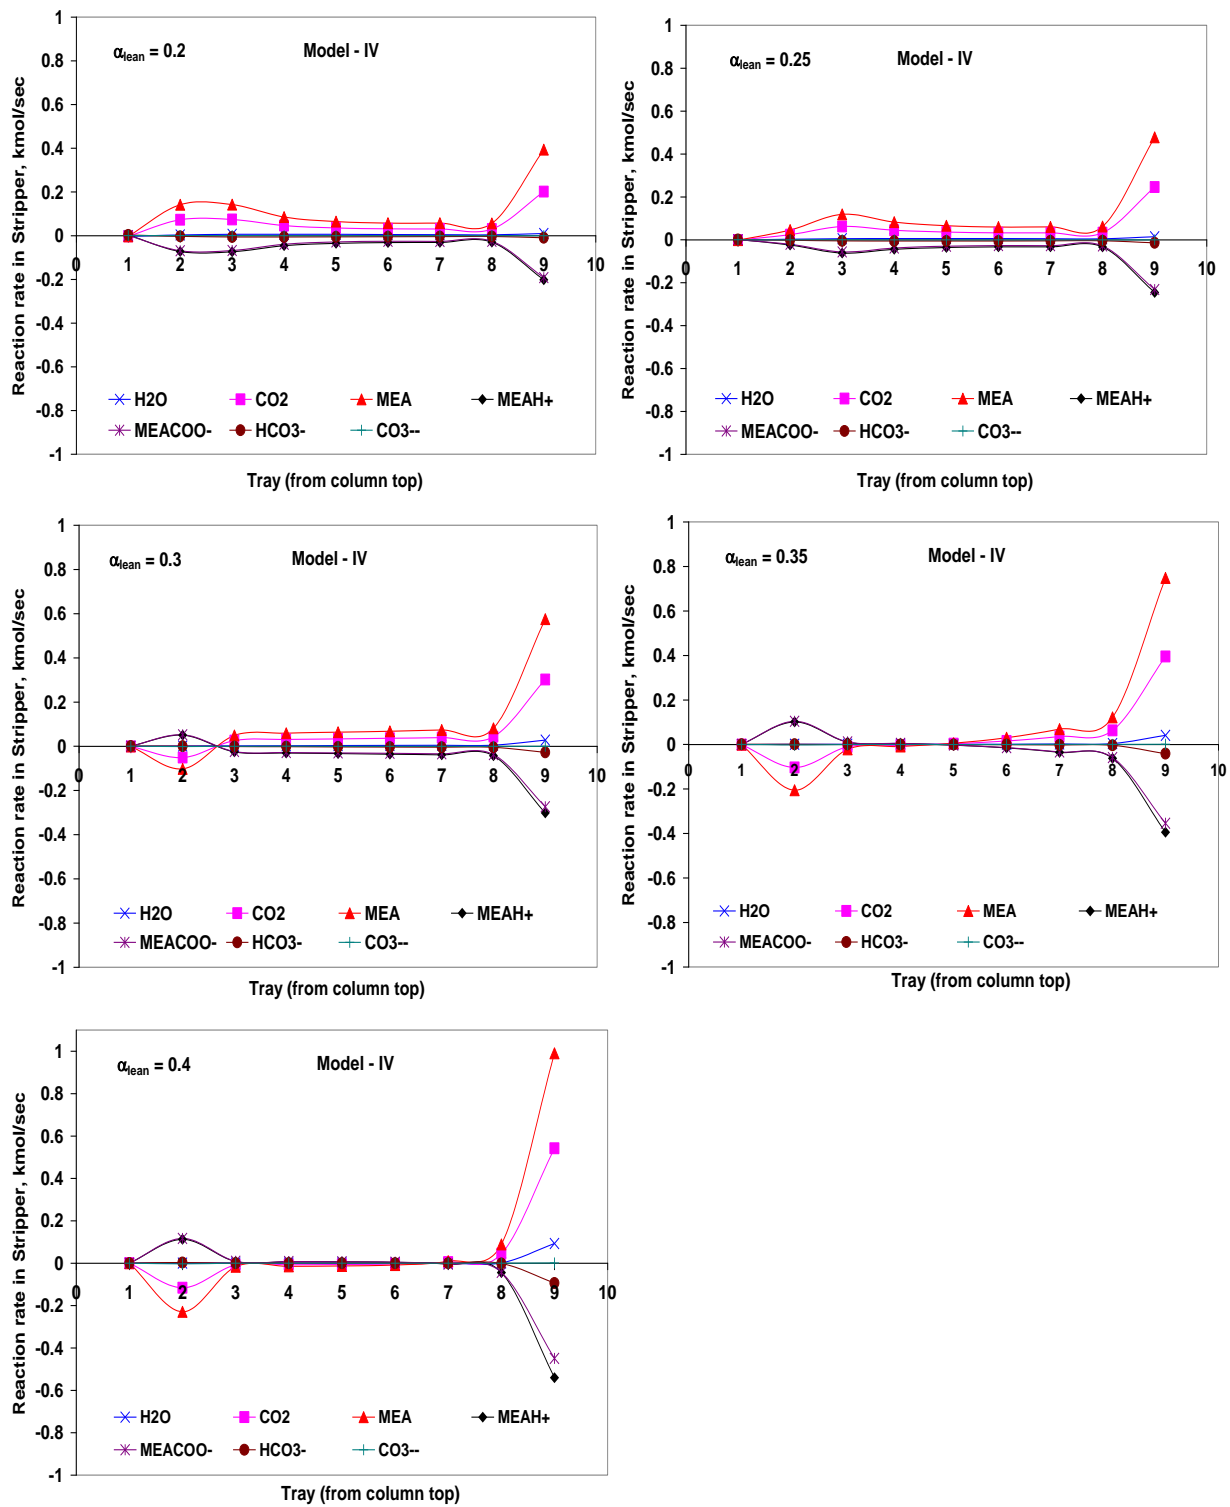 α_lean = 0.2
Model - IV
Reaction rate in Stripper, kmol/sec
1
0.8
0.6
0.4
0.2
0
-0.2
-0.4
-0.6
-0.8
-1
0 1 2 3 4 5 6 7 8 9 10
H2O CO2 MEA MEAH+
MEACOO- HCO3- CO3--
Tray (from column top)
α_lean = 0.25
Model - IV
Reaction rate in Stripper, kmol/sec
1
0.8
0.6
0.4
0.2
0
-0.2
-0.4
-0.6
-0.8
-1
0 1 2 3 4 5 6 7 8 9 10
H2O CO2 MEA MEAH+
MEACOO- HCO3- CO3--
Tray (from column top)
α_lean = 0.3
Model - IV
Reaction rate in Stripper, kmol/sec
1
0.8
0.6
0.4
0.2
0
-0.2
-0.4
-0.6
-0.8
-1
0 1 2 3 4 5 6 7 8 9 10
H2O CO2 MEA MEAH+
MEACOO- HCO3- CO3--
Tray (from column top)
α_lean = 0.35
Model - IV
Reaction rate in Stripper, kmol/sec
1
0.8
0.6
0.4
0.2
0
-0.2
-0.4
-0.6
-0.8
-1
0 1 2 3 4 5 6 7 8 9 10
H2O CO2 MEA MEAH+
MEACOO- HCO3- CO3--
Tray (from column top)
α_lean = 0.4
Model - IV
Reaction rate in Stripper, kmol/sec
1
0.8
0.6
0.4
0.2
0
-0.2
-0.4
-0.6
-0.8
-1
0 1 2 3 4 5 6 7 8 9 10
H2O CO2 MEA MEAH+
MEACOO- HCO3- CO3--
Tray (from column top)